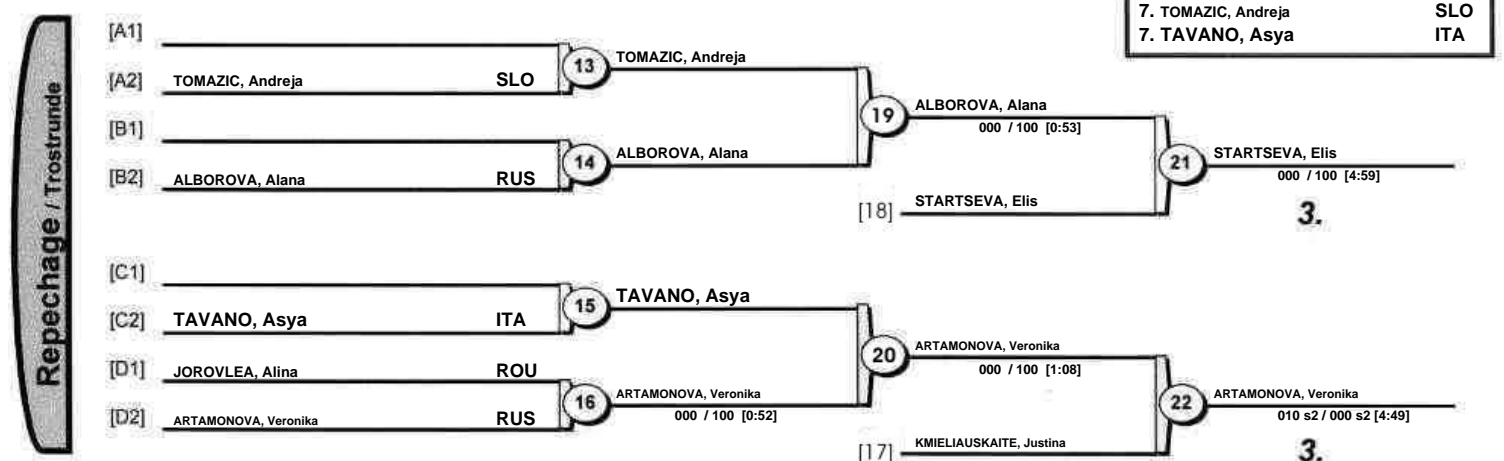 7. TOMAZIC, Andreja SLO
7. TAVANO, Asya ITA
Repechage / Trostrunde
[A1]
[A2] TOMAZIC, Andreja SLO
13
TOMAZIC, Andreja
[B1]
[B2] ALBOROVA, Alana RUS
14
ALBOROVA, Alana
19
ALBOROVA, Alana
000 / 100 [0:53]
[18] STARTSEVA, Elis
21
STARTSEVA, Elis
000 / 100 [4:59]
3.
[C1]
[C2] TAVANO, Asya ITA
15
TAVANO, Asya
[D1] JOROVLEA, Alina ROU
[D2] ARTAMONOVA, Veronika RUS
16
ARTAMONOVA, Veronika
000 / 100 [0:52]
20
ARTAMONOVA, Veronika
000 / 100 [1:08]
[17] KMIELIAUSKAITE, Justina
22
ARTAMONOVA, Veronika
010 s2 / 000 s2 [4:49]
3.